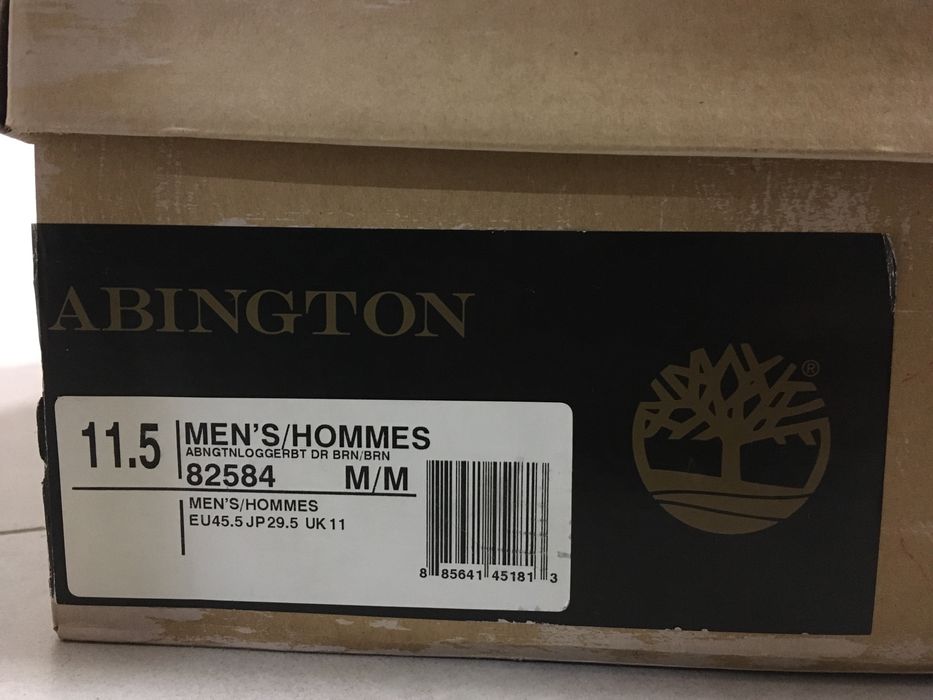 ABINGTON
®
11.5
MEN'S/HOMMES
ABNGTNLOGGERBT DR BRN/BRN
82584 M/M
MEN'S/HOMMES
EU45.5 JP29.5 UK11
8 85641 45181 3